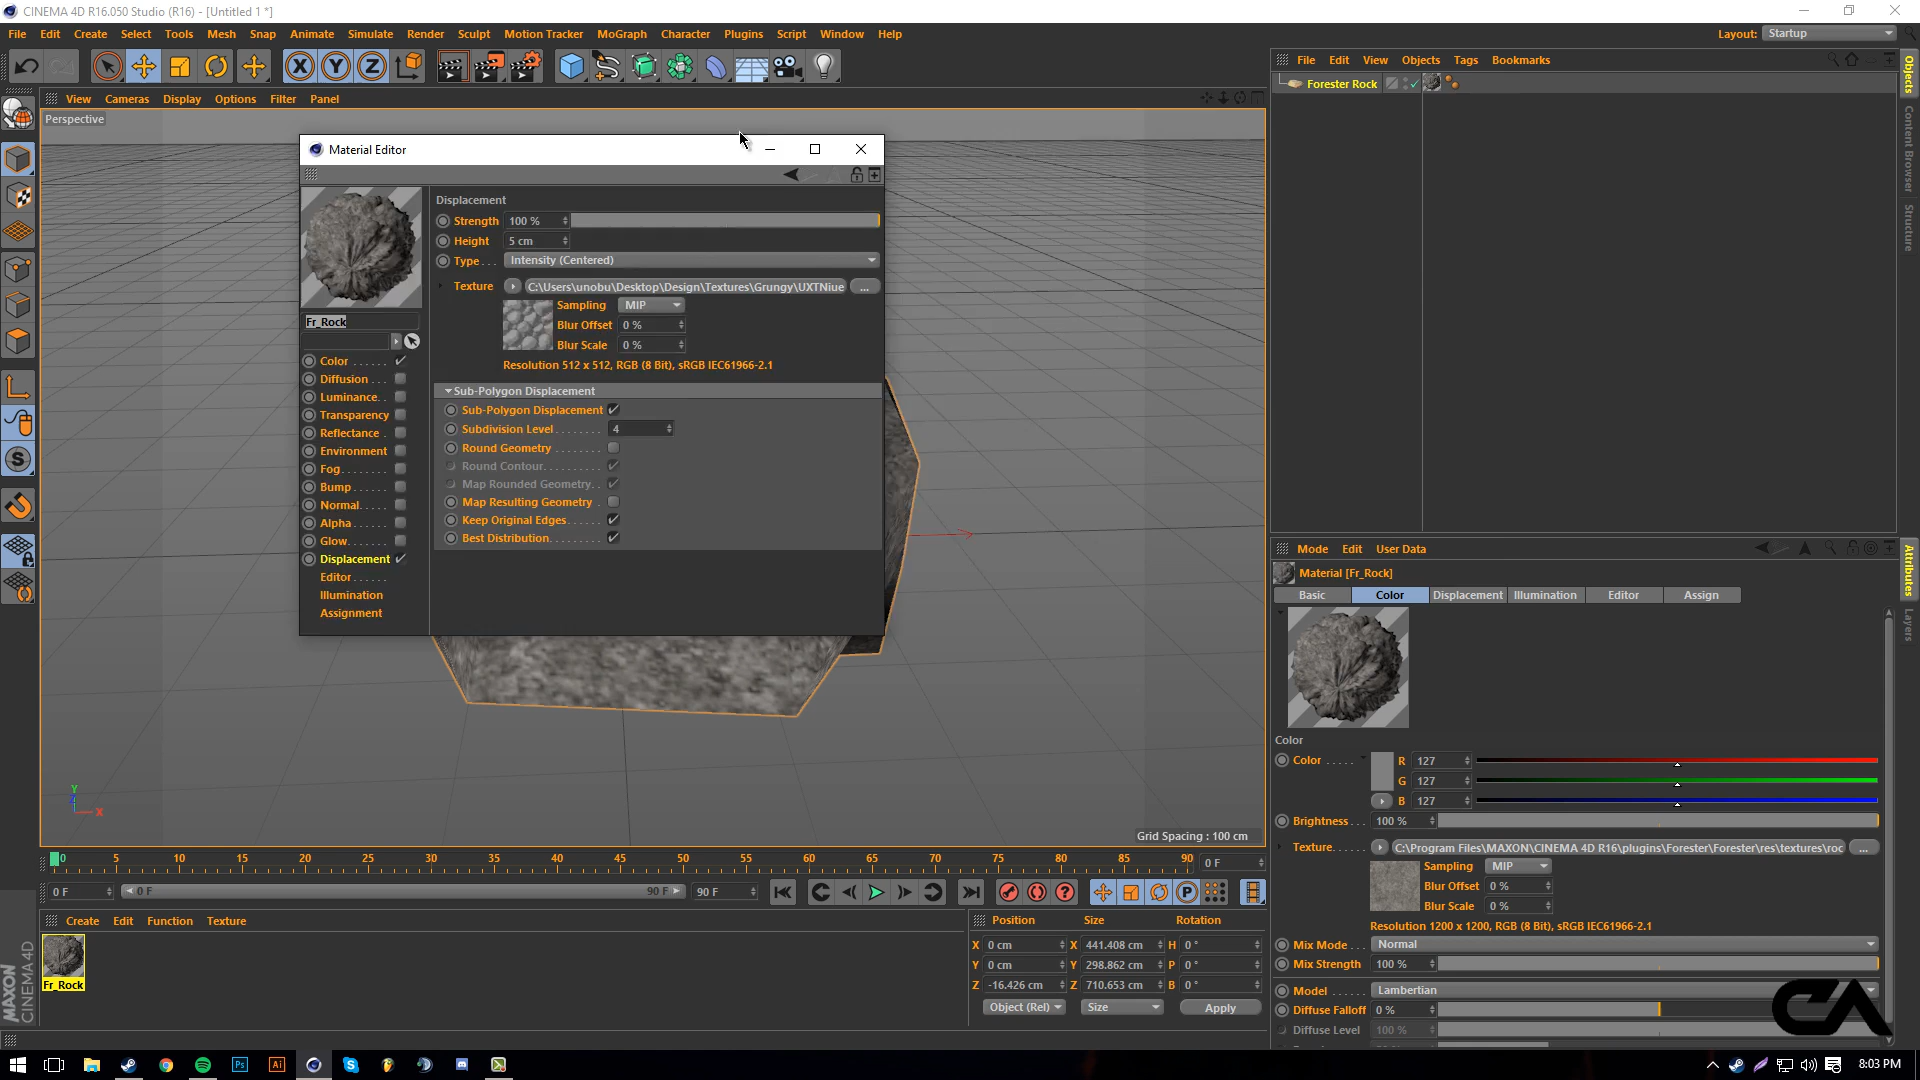 CINEMA 4D R16.050 Studio (R16) - [Untitled 1 *]
File Edit Create Select Tools Mesh Snap Animate Simulate Render Sculpt Motion Tracker MoGraph Character Plugins Script Window Help
Layout: Startup
View Cameras Display Options Filter Panel
Perspective
File Edit View Objects Tags Bookmarks
Forester Rock
Objects
Content Browser
Structure
Material Editor
Displacement
Strength 100 %
Height 5 cm
Type . . . Intensity (Centered)
Texture C:\Users\unobu\Desktop\Design\Textures\Grungy\UXTNiue ...
Sampling MIP
Blur Offset 0 %
Blur Scale 0 %
Resolution 512 x 512, RGB (8 Bit), sRGB IEC61966-2.1
Sub-Polygon Displacement
Sub-Polygon Displacement
Subdivision Level. . . . . . . . 4
Round Geometry . . . . . . . .
Round Contour. . . . . . . . . .
Map Rounded Geometry. .
Map Resulting Geometry .
Keep Original Edges. . . . . .
Best Distribution. . . . . . . . .
Fr_Rock
Color . . . . . .
Diffusion . . .
Luminance. .
Transparency
Reflectance .
Environment
Fog. . . . . . .
Bump . . . . .
Normal. . . . .
Alpha . . . . . .
Glow. . . . . . .
Displacement
Editor . . . . .
Illumination
Assignment
Grid Spacing : 100 cm
Y
Z
X
0 5 10 15 20 25 30 35 40 45 50 55 60 65 70 75 80 85 90 0 F
0 F 0 F 90 F 90 F
Create Edit Function Texture
Fr_Rock
Position Size Rotation
X 0 cm X 441.408 cm H 0 °
Y 0 cm Y 298.862 cm P 0 °
Z -16.426 cm Z 710.653 cm B 0 °
Object (Rel) Size Apply
MAXON
CINEMA 4D
Mode Edit User Data
Attributes
Layers
Material [Fr_Rock]
Basic Color Displacement Illumination Editor Assign
Color
Color . . . . . R 127
G 127
B 127
Brightness. . . 100 %
Texture. . . . . . C:\Program Files\MAXON\CINEMA 4D R16\plugins\Forester\Forester\res\textures\roc ...
Sampling MIP
Blur Offset 0 %
Blur Scale 0 %
Resolution 1200 x 1200, RGB (8 Bit), sRGB IEC61966-2.1
Mix Mode . . . Normal
Mix Strength 100 %
Model . . . . . . Lambertian
Diffuse Falloff 0 %
Diffuse Level 100 %
CA
Ps Ai
8:03 PM